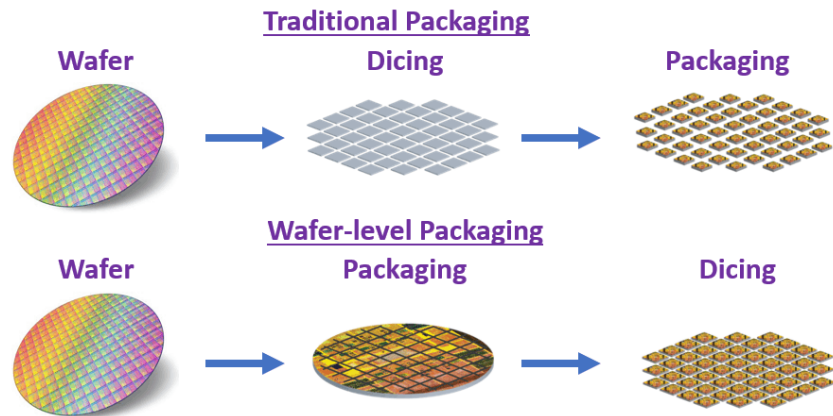 Traditional Packaging
Wafer Dicing Packaging
Wafer-level Packaging
Wafer Packaging Dicing